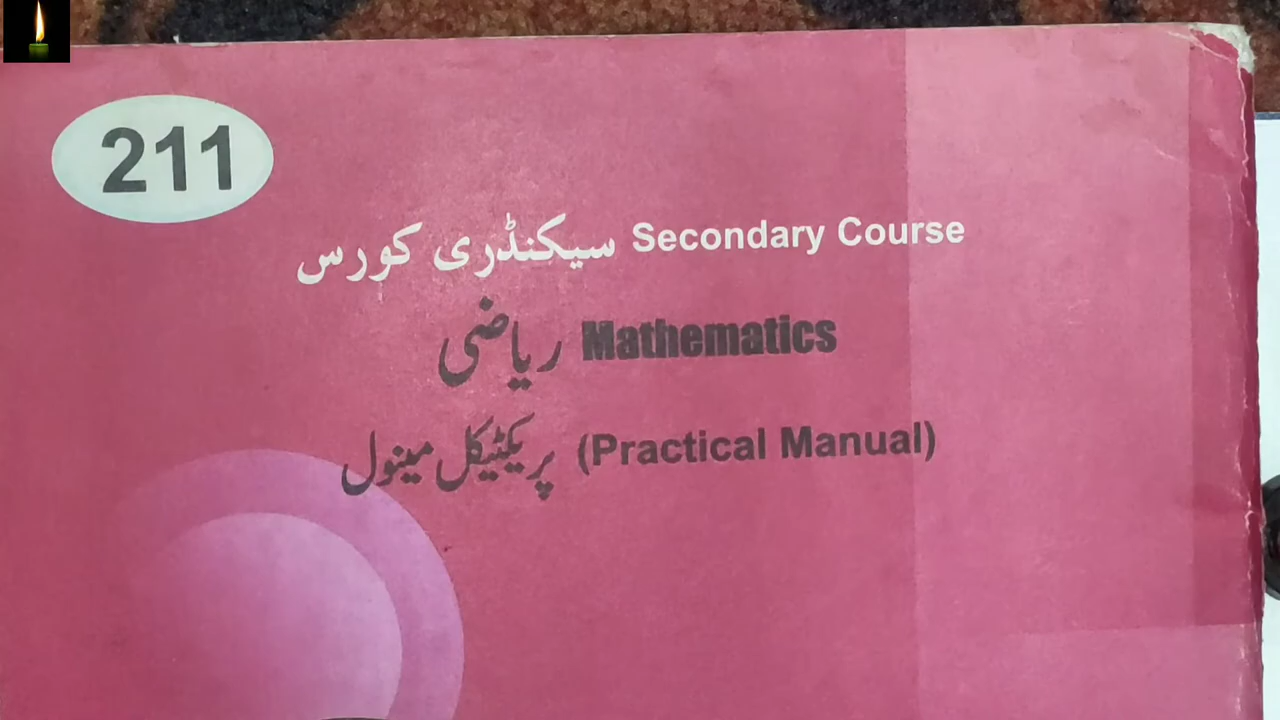 211
سیکنڈری کورس Secondary Course
ریاضی Mathematics
پریکٹیکل مینول (Practical Manual)